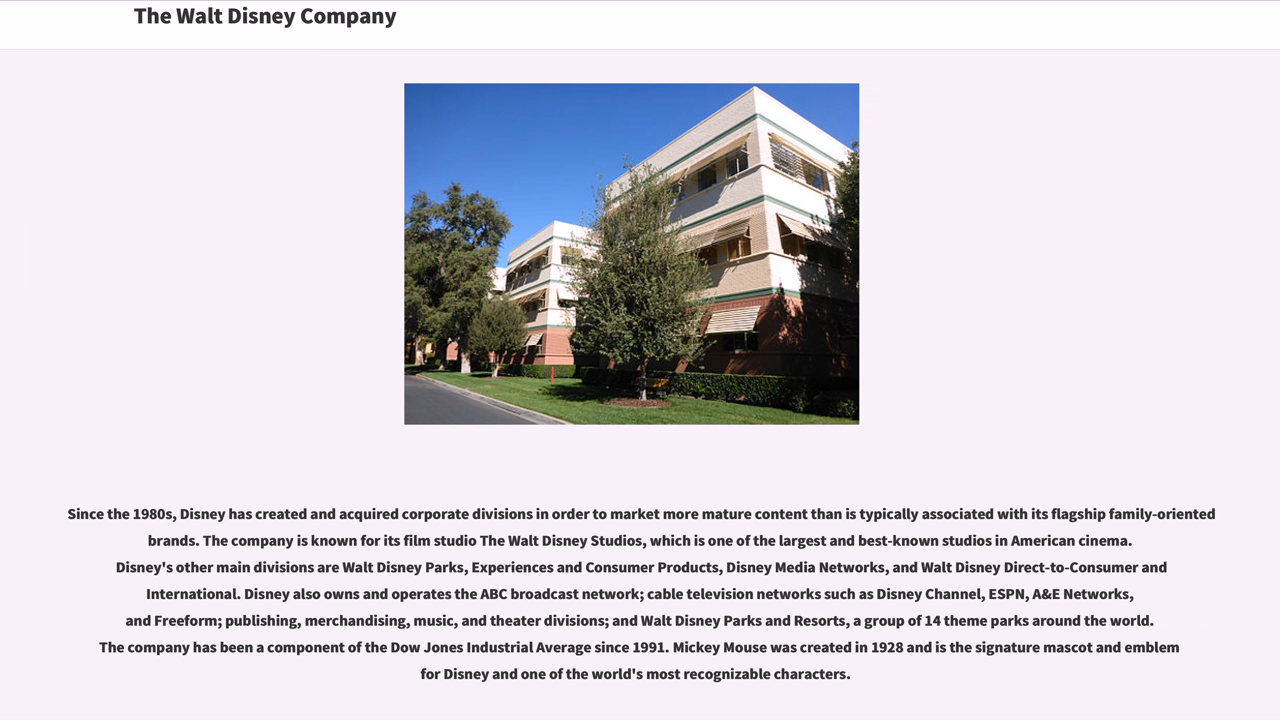 The Walt Disney Company
Since the 1980s, Disney has created and acquired corporate divisions in order to market more mature content than is typically associated with its flagship family-oriented
brands. The company is known for its film studio The Walt Disney Studios, which is one of the largest and best-known studios in American cinema.
Disney's other main divisions are Walt Disney Parks, Experiences and Consumer Products, Disney Media Networks, and Walt Disney Direct-to-Consumer and
International. Disney also owns and operates the ABC broadcast network; cable television networks such as Disney Channel, ESPN, A&E Networks,
and Freeform; publishing, merchandising, music, and theater divisions; and Walt Disney Parks and Resorts, a group of 14 theme parks around the world.
The company has been a component of the Dow Jones Industrial Average since 1991. Mickey Mouse was created in 1928 and is the signature mascot and emblem
for Disney and one of the world's most recognizable characters.